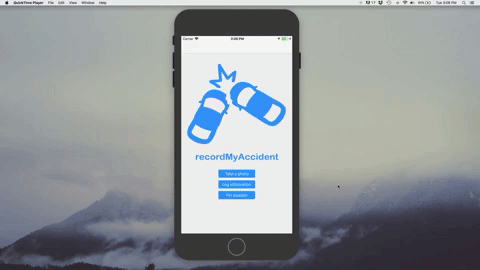 QuickTime Player File Edit View Window Help
Tue 3:08 PM
Carrier 3:08 PM
recordMyAccident
Take a photo
Log information
Pin location